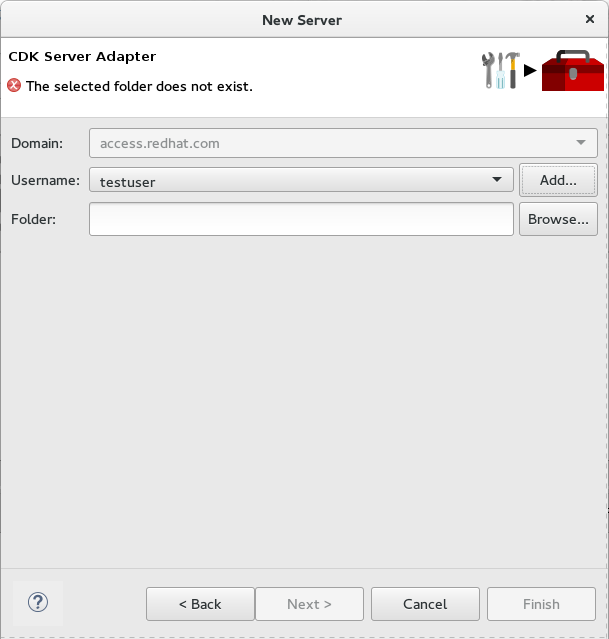 New Server
CDK Server Adapter
The selected folder does not exist.
Domain: access.redhat.com
Username: testuser Add...
Folder: Browse...
? < Back Next > Cancel Finish